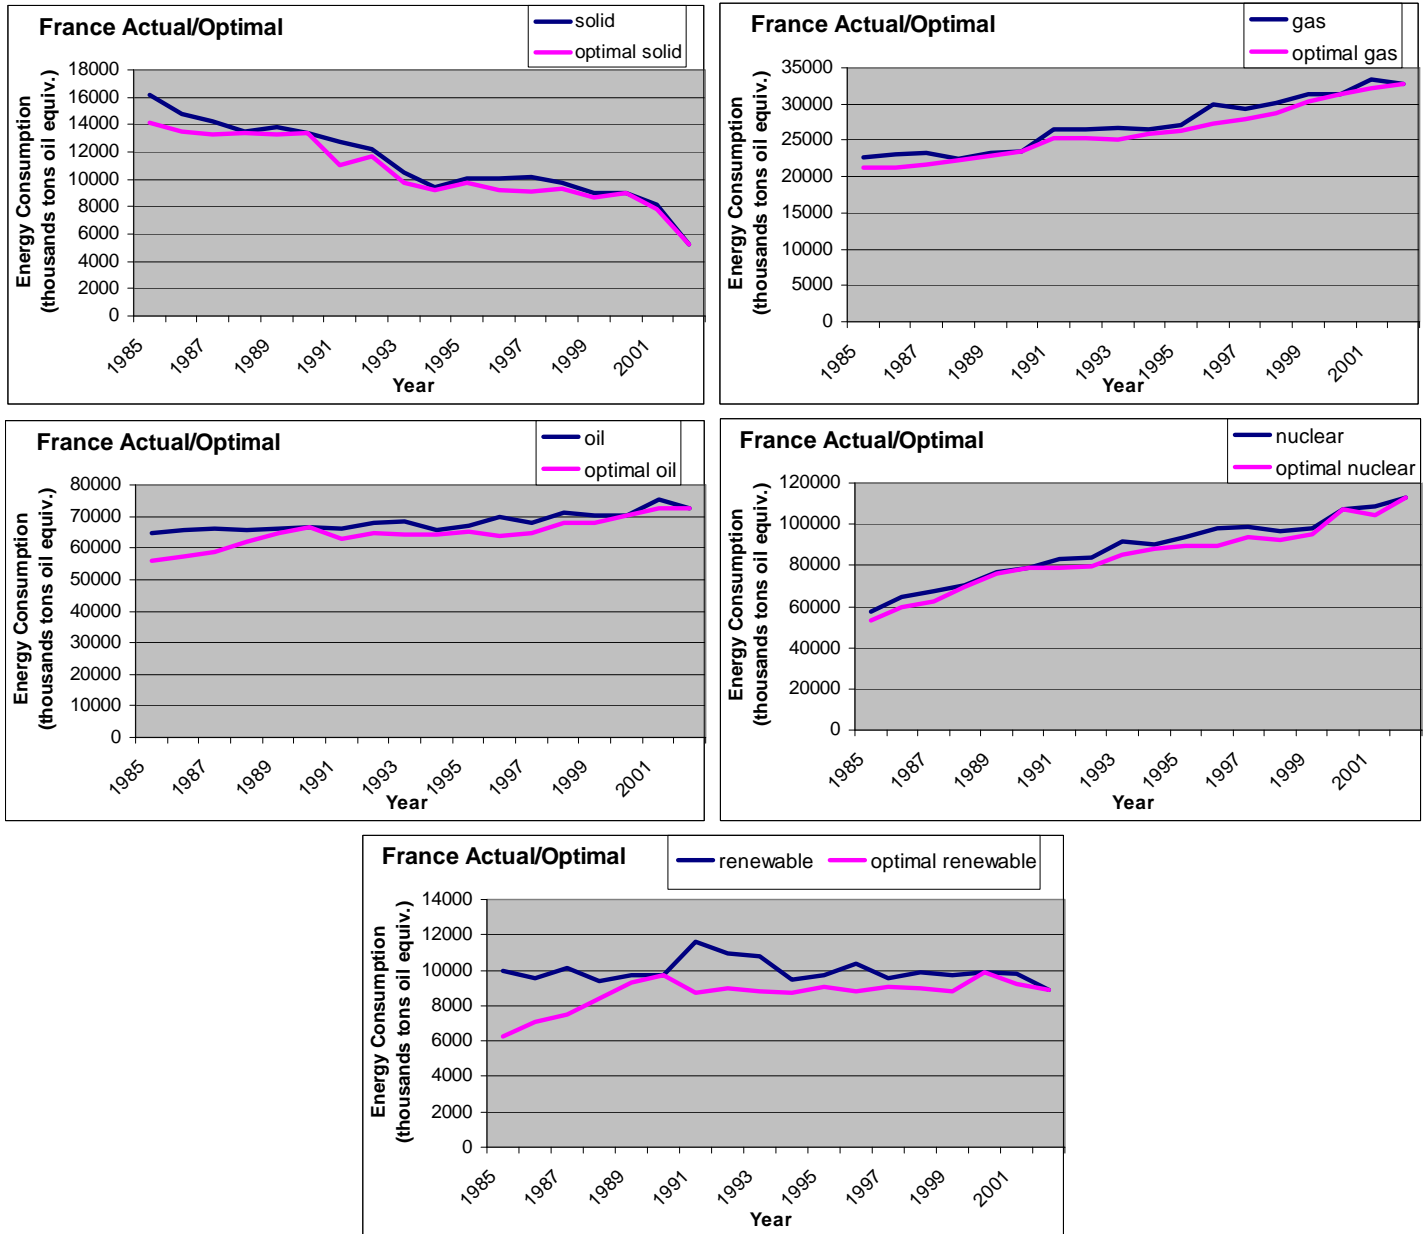 France Actual/Optimal
solid
optimal solid
Energy Consumption
(thousands tons oil equiv.)
18000
16000
14000
12000
10000
8000
6000
4000
2000
0
1985
1987
1989
1991
1993
1995
1997
1999
2001
Year
France Actual/Optimal
gas
optimal gas
Energy Consumption
(thousands tons oil equiv.)
35000
30000
25000
20000
15000
10000
5000
0
1985
1987
1989
1991
1993
1995
1997
1999
2001
Year
France Actual/Optimal
oil
optimal oil
Energy Consumption
(thousands tons oil equiv.)
80000
70000
60000
50000
40000
30000
20000
10000
0
1985
1987
1989
1991
1993
1995
1997
1999
2001
Year
France Actual/Optimal
nuclear
optimal nuclear
Energy Consumption
(thousands tons oil equiv.)
120000
100000
80000
60000
40000
20000
0
1985
1987
1989
1991
1993
1995
1997
1999
2001
Year
France Actual/Optimal
renewable
optimal renewable
Energy Consumption
(thousands tons oil equiv.)
14000
12000
10000
8000
6000
4000
2000
0
1985
1987
1989
1991
1993
1995
1997
1999
2001
Year